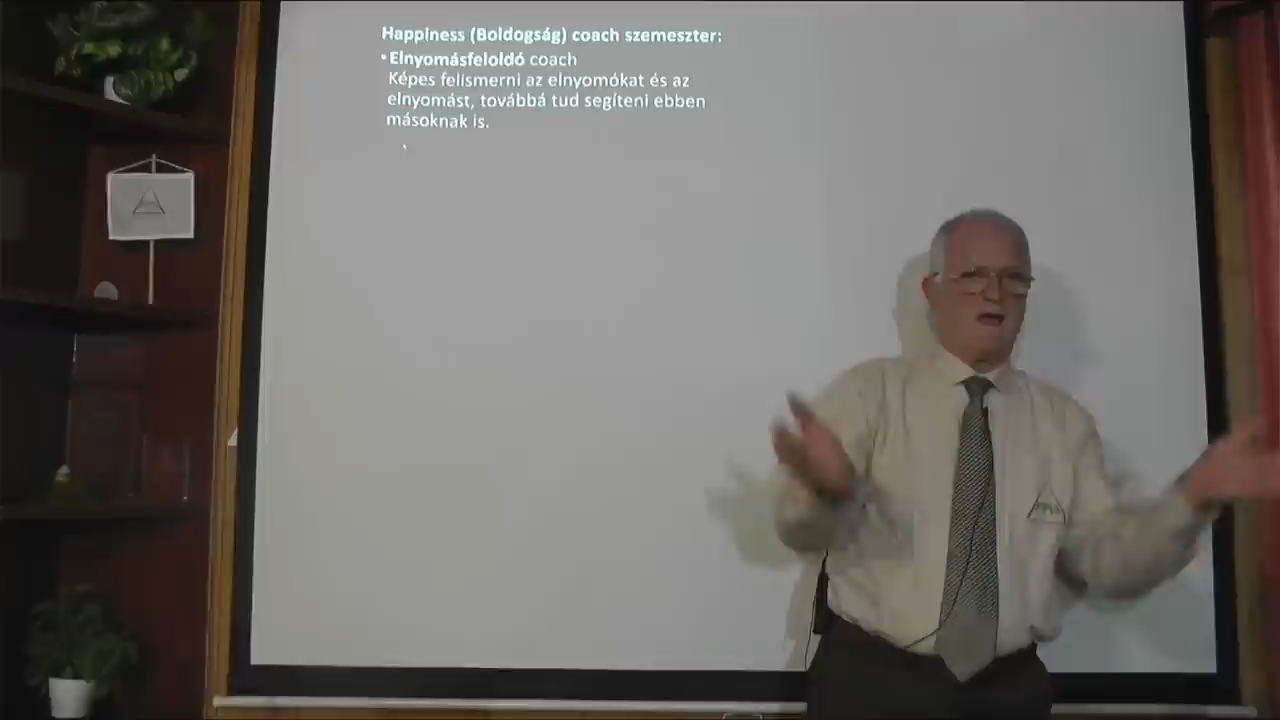 Happiness (Boldogság) coach szemeszter:
• Elnyomásfeloldó coach
Képes felismerni az elnyomókat és az
elnyomást, továbbá tud segíteni ebben
másoknak is.